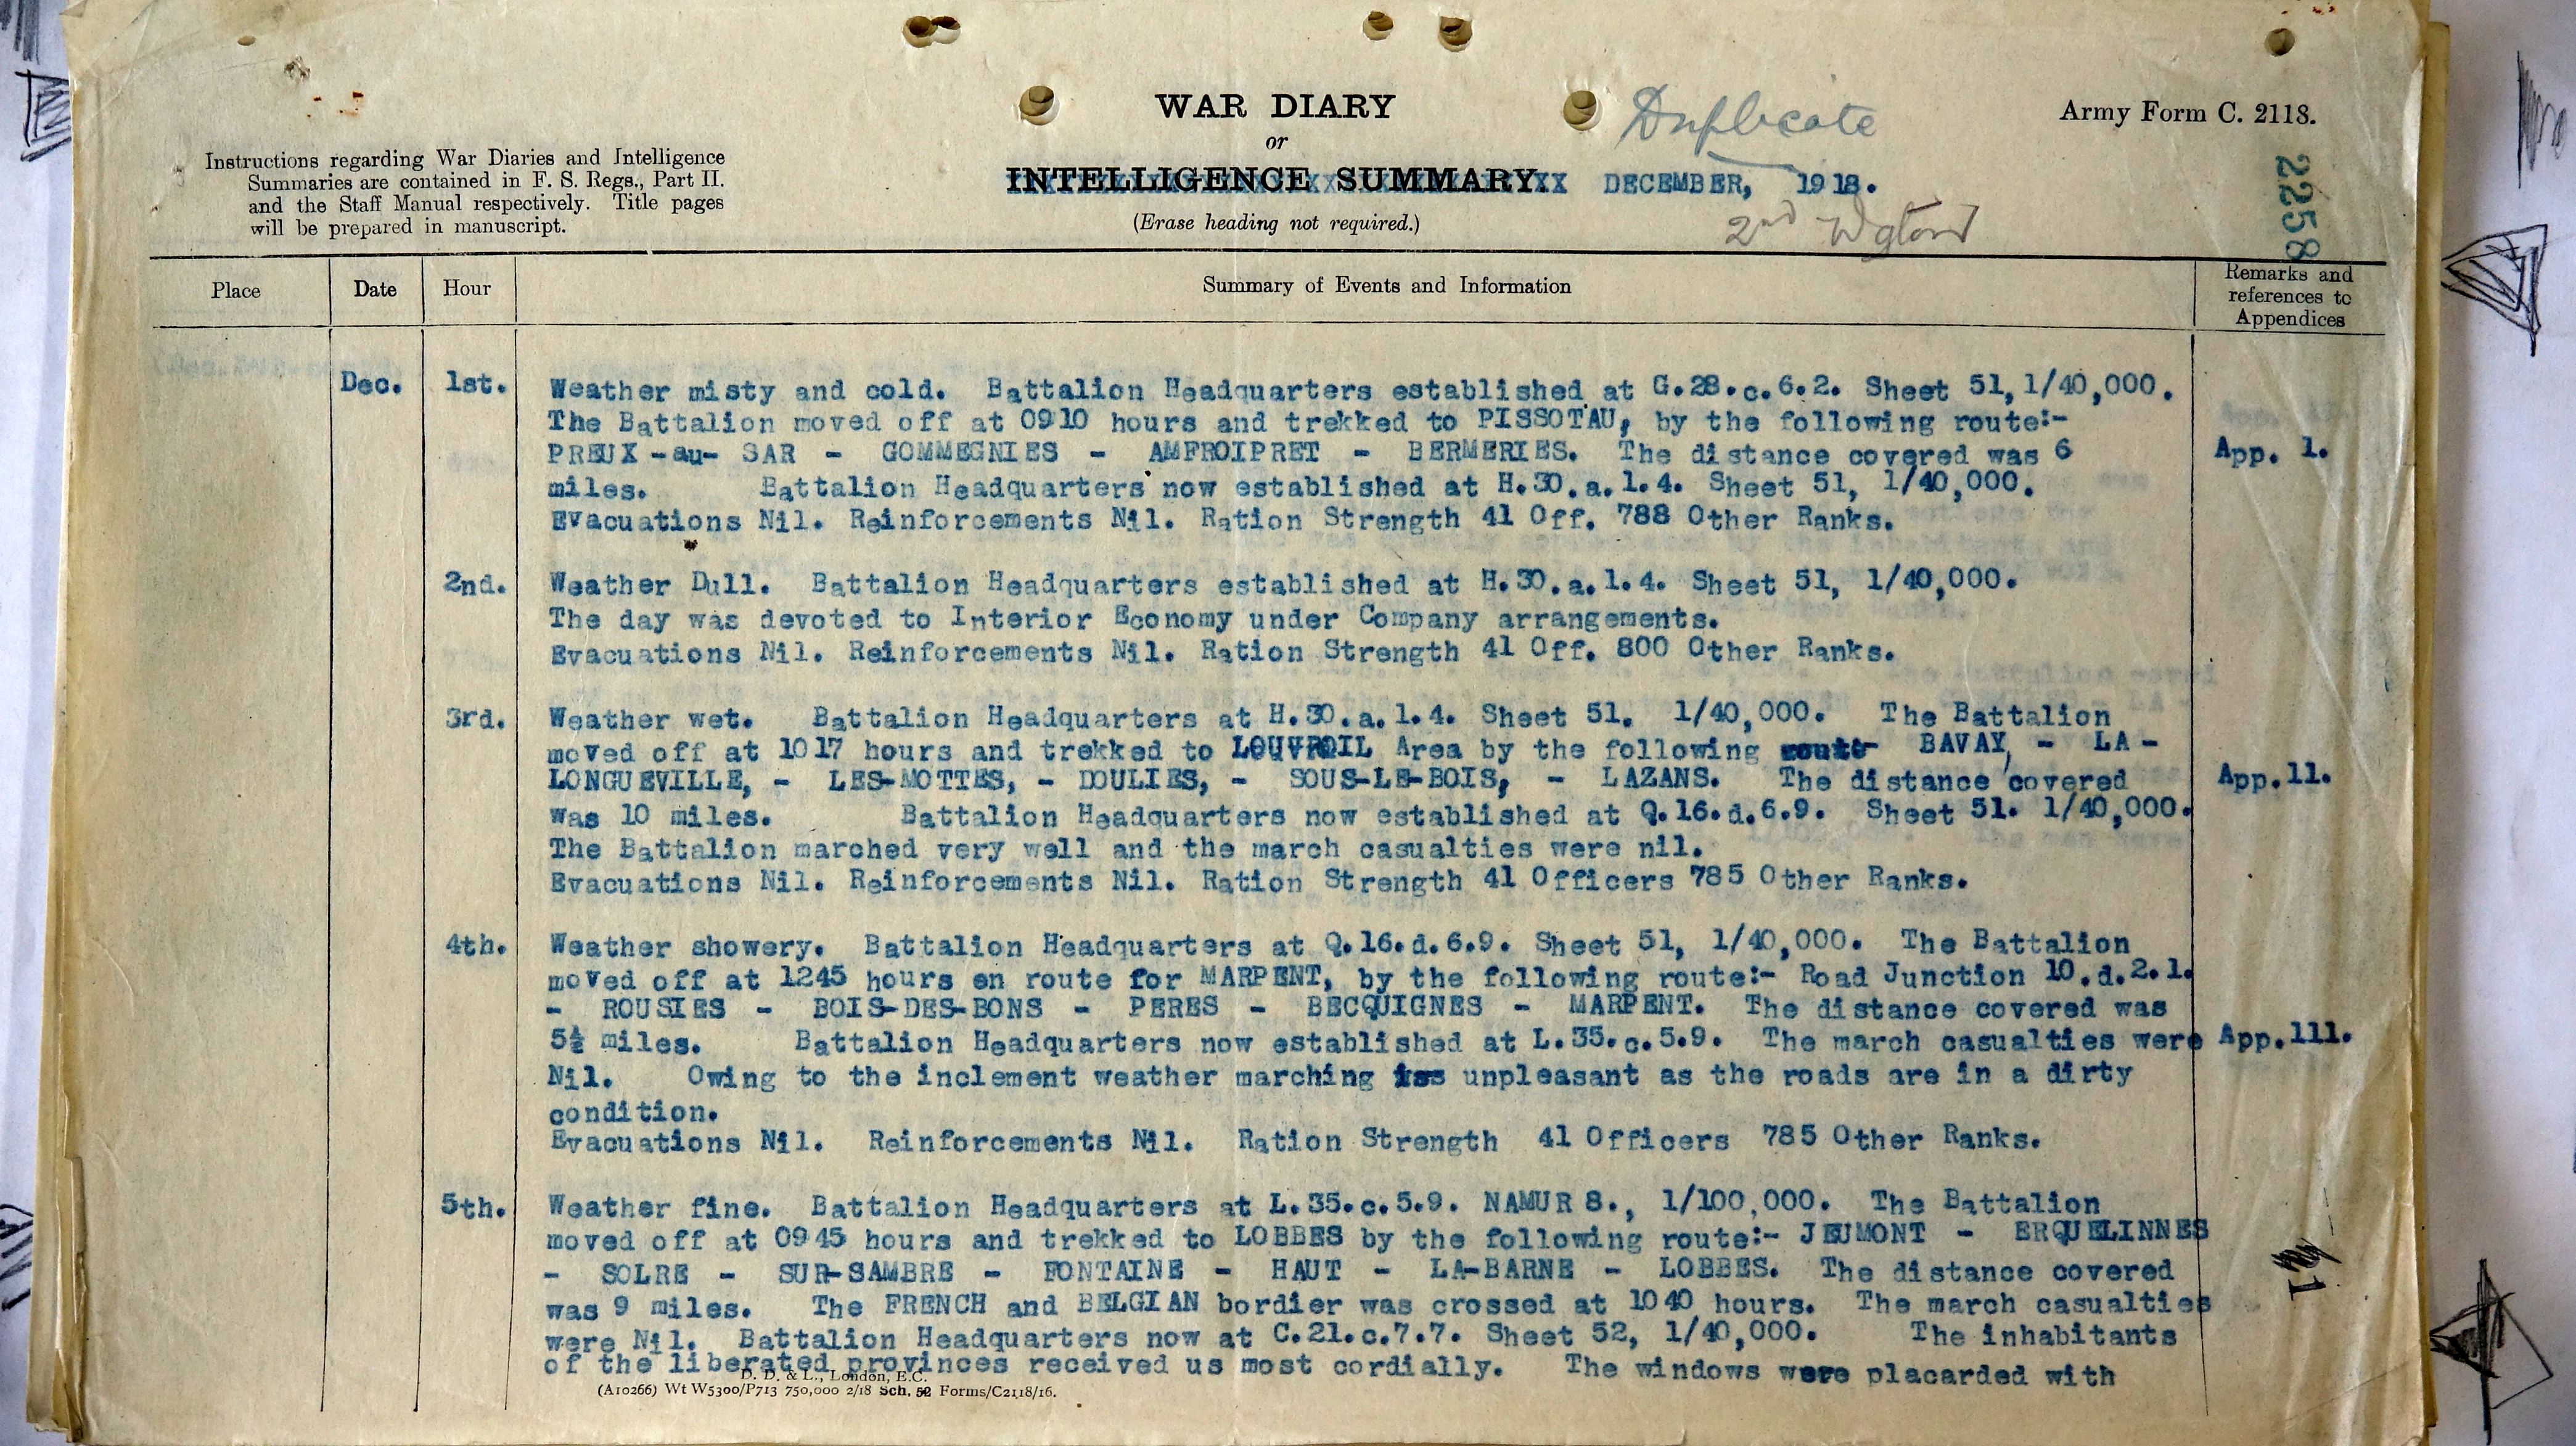 WAR DIARY
or
INTELLIGENCE SUMMARY.
(Erase heading not required.)
Duplicate
DECEMBER, 1918.
2nd Wgton
Army Form C. 2118.
2258
Instructions regarding War Diaries and Intelligence
Summaries are contained in F. S. Regs., Part II.
and the Staff Manual respectively. Title pages
will be prepared in manuscript.
Place Date Hour Summary of Events and Information Remarks and
references to
Appendices
Dec. 1st. Weather misty and cold. Battalion Headquarters established at G.28.c.6.2. Sheet 51, 1/40,000.
The Battalion moved off at 0910 hours and trekked to PISSOTAU, by the following route:-
PREUX -au- SAR - GOMMEGNIES - AMFROIPRET - BERMERIES. The distance covered was 6 App. 1.
miles. Battalion Headquarters now established at H.30.a.1.4. Sheet 51, 1/40,000.
Evacuations Nil. Reinforcements Nil. Ration Strength 41 Off. 788 Other Ranks.
2nd. Weather Dull. Battalion Headquarters established at H.30.a.1.4. Sheet 51, 1/40,000.
The day was devoted to Interior Economy under Company arrangements.
Evacuations Nil. Reinforcements Nil. Ration Strength 41 Off. 800 Other Ranks.
3rd. Weather wet. Battalion Headquarters at H.30.a.1.4. Sheet 51. 1/40,000. The Battalion
moved off at 1017 hours and trekked to LOUVROIL Area by the following route- BAVAY, - LA -
LONGUEVILLE, - LES-MOTTES, - DOULIES, - SOUS-LE-BOIS, - LAZANS. The distance covered App.11.
was 10 miles. Battalion Headquarters now established at Q.16.d.6.9. Sheet 51. 1/40,000.
The Battalion marched very well and the march casualties were nil.
Evacuations Nil. Reinforcements Nil. Ration Strength 41 Officers 785 Other Ranks.
4th. Weather showery. Battalion Headquarters at Q.16.d.6.9. Sheet 51, 1/40,000. The Battalion
moved off at 1245 hours en route for MARPENT, by the following route:- Road Junction 10.d.2.1.
- ROUSIES - BOIS-DES-BONS - PERES - BECQUIGNES - MARPENT. The distance covered was
5½ miles. Battalion Headquarters now established at L.35.c.5.9. The march casualties were App.111.
Nil. Owing to the inclement weather marching is unpleasant as the roads are in a dirty
condition.
Evacuations Nil. Reinforcements Nil. Ration Strength 41 Officers 785 Other Ranks.
5th. Weather fine. Battalion Headquarters at L.35.c.5.9. NAMUR 8., 1/100,000. The Battalion
moved off at 0945 hours and trekked to LOBBES by the following route:- JEUMONT - ERQUELINNES
- SOLRE - SUR-SAMBRE - FONTAINE - HAUT - LA-BARNE - LOBBES. The distance covered
was 9 miles. The FRENCH and BELGIAN bordier was crossed at 1040 hours. The march casualties
were Nil. Battalion Headquarters now at C.21.c.7.7. Sheet 52, 1/40,000. The inhabitants
of the liberated provinces received us most cordially. The windows were placarded with
D. D. & L., London, E.C.
(A10266) Wt W5300/P713 750,000 2/18 Sch, 52 Forms/C2118/16.